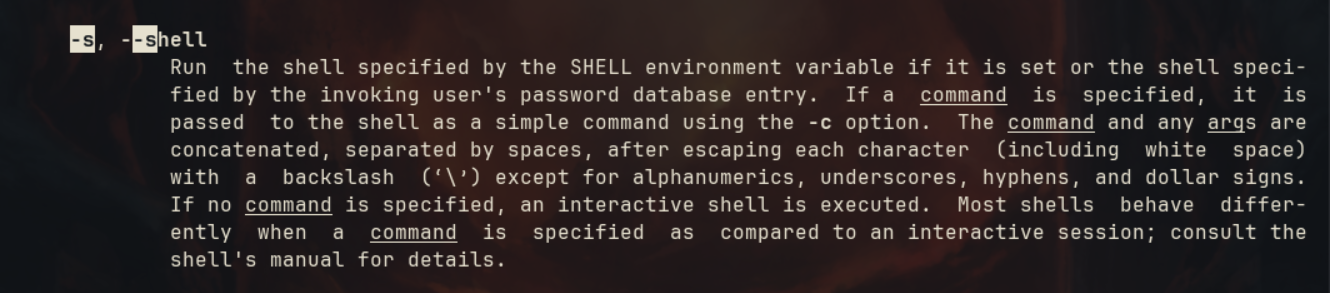 -s, --shell
Run the shell specified by the SHELL environment variable if it is set or the shell speci-
fied by the invoking user's password database entry. If a command is specified, it is
passed to the shell as a simple command using the -c option. The command and any args are
concatenated, separated by spaces, after escaping each character (including white space)
with a backslash (‘\’) except for alphanumerics, underscores, hyphens, and dollar signs.
If no command is specified, an interactive shell is executed. Most shells behave differ-
ently when a command is specified as compared to an interactive session; consult the
shell's manual for details.